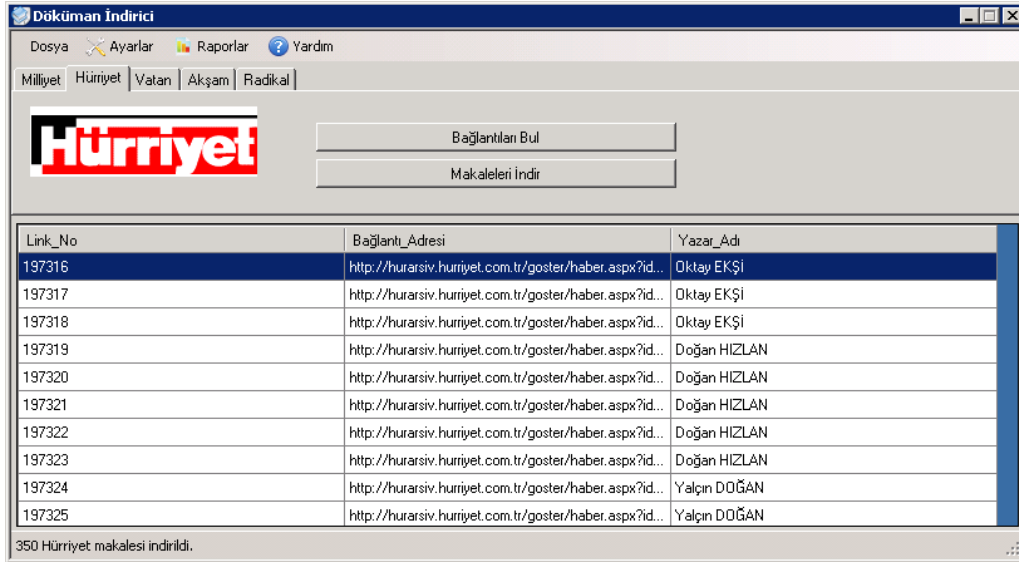 Döküman İndirici
Dosya Ayarlar Raporlar Yardım
Milliyet Hürriyet Vatan Akşam Radikal
Hürriyet
Bağlantıları Bul
Makaleleri İndir
Link_No Bağlantı_Adresi Yazar_Adı
197316 http://hurarsiv.hurriyet.com.tr/goster/haber.aspx?id... Oktay EKŞİ
197317 http://hurarsiv.hurriyet.com.tr/goster/haber.aspx?id... Oktay EKŞİ
197318 http://hurarsiv.hurriyet.com.tr/goster/haber.aspx?id... Oktay EKŞİ
197319 http://hurarsiv.hurriyet.com.tr/goster/haber.aspx?id... Doğan HIZLAN
197320 http://hurarsiv.hurriyet.com.tr/goster/haber.aspx?id... Doğan HIZLAN
197321 http://hurarsiv.hurriyet.com.tr/goster/haber.aspx?id... Doğan HIZLAN
197322 http://hurarsiv.hurriyet.com.tr/goster/haber.aspx?id... Doğan HIZLAN
197323 http://hurarsiv.hurriyet.com.tr/goster/haber.aspx?id... Doğan HIZLAN
197324 http://hurarsiv.hurriyet.com.tr/goster/haber.aspx?id... Yalçın DOĞAN
197325 http://hurarsiv.hurriyet.com.tr/goster/haber.aspx?id... Yalçın DOĞAN
350 Hürriyet makalesi indirildi.